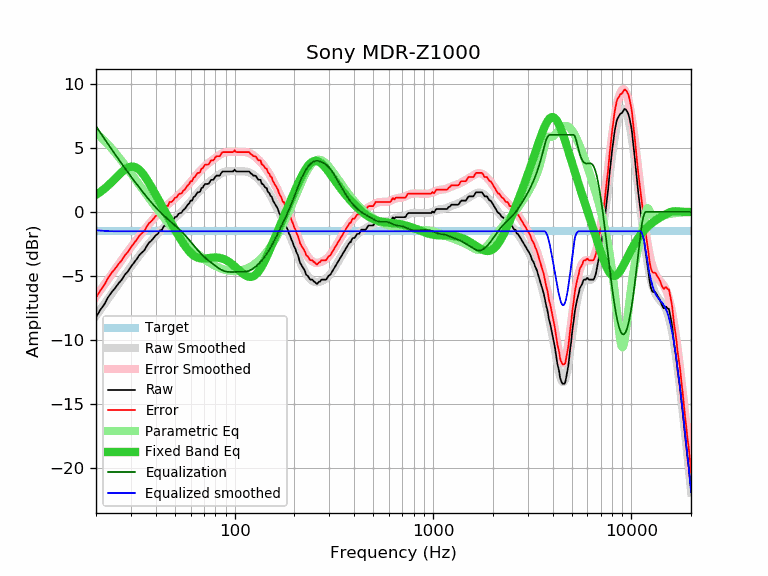 Sony MDR-Z1000
Amplitude (dBr)
10
5
0
−5
−10
−15
−20
Target
Raw Smoothed
Error Smoothed
Raw
Error
Parametric Eq
Fixed Band Eq
Equalization
Equalized smoothed
100
1000
10000
Frequency (Hz)